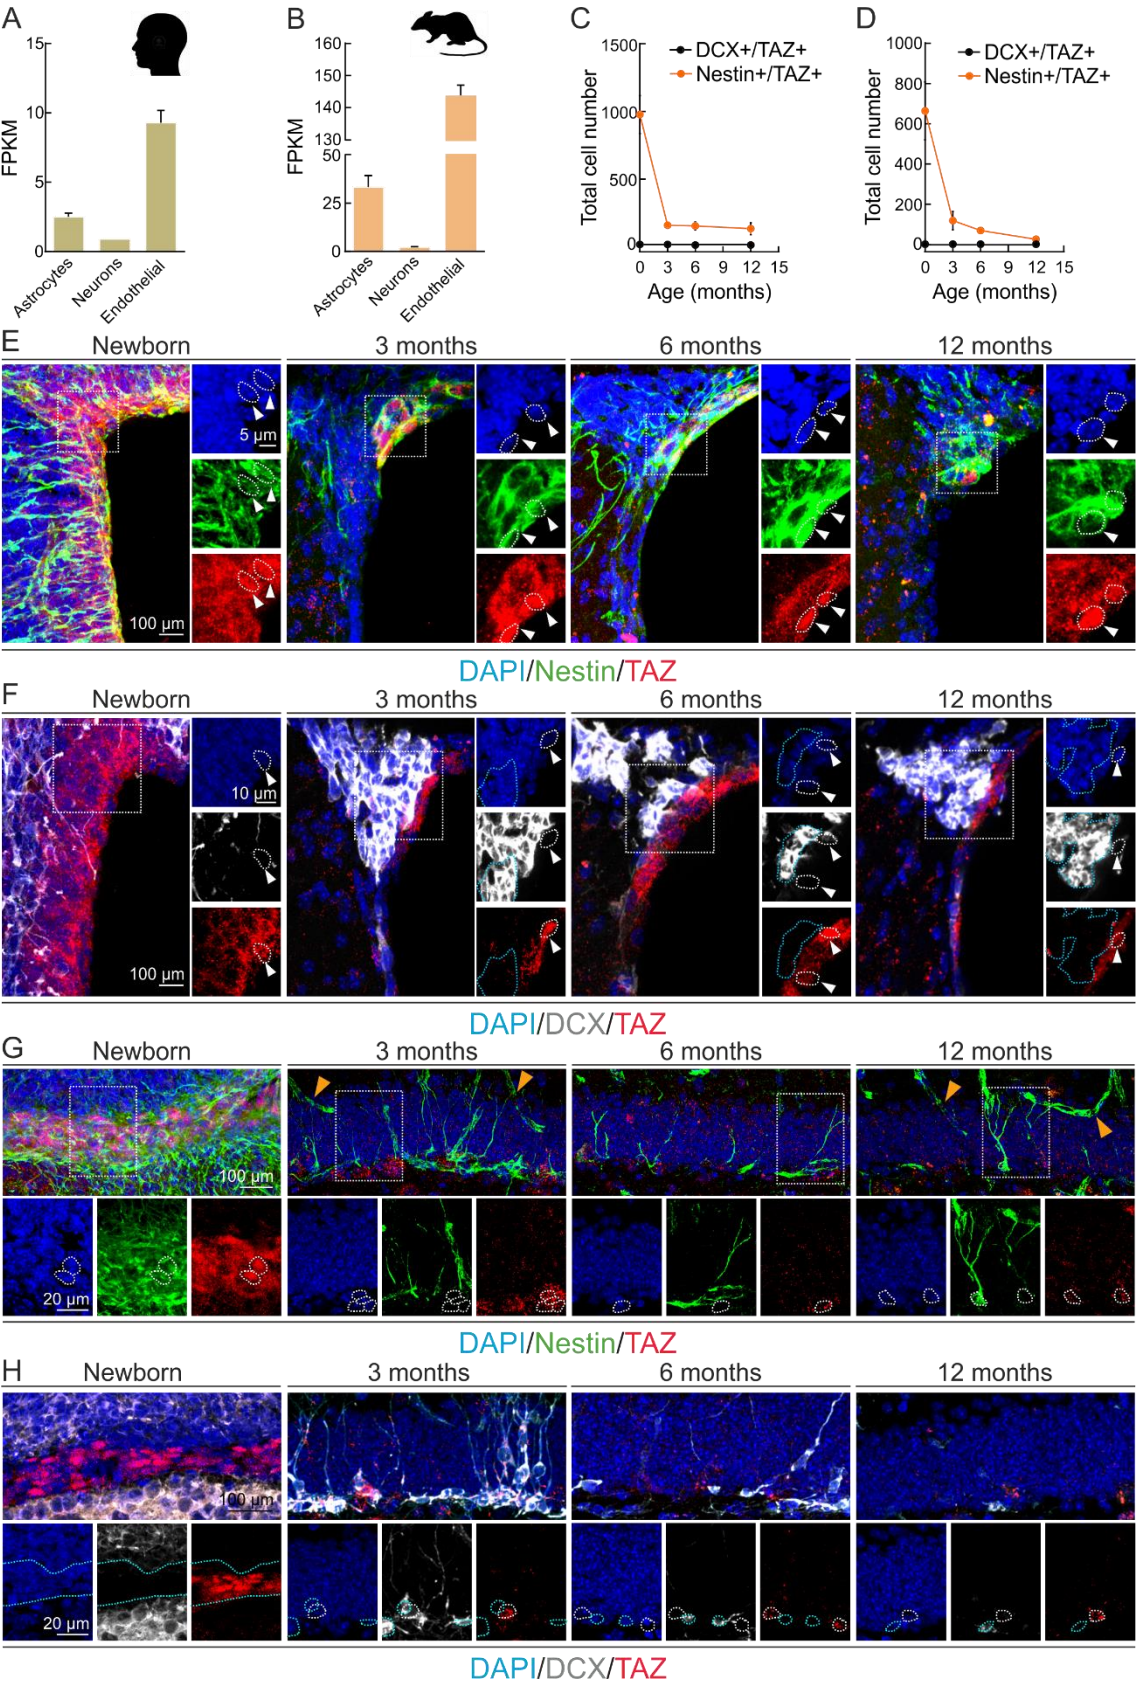 A
B
C
D
15
10
5
0
FPKM
Astrocytes
Neurons
Endothelial
160
150
140
130
50
25
0
FPKM
Astrocytes
Neurons
Endothelial
1500
1000
500
0
Total cell number
DCX+/TAZ+
Nestin+/TAZ+
0 3 6 9 12 15
Age (months)
1000
800
600
400
200
0
Total cell number
DCX+/TAZ+
Nestin+/TAZ+
0 3 6 9 12 15
Age (months)
E
Newborn 3 months 6 months 12 months
5 µm
100 µm
DAPI/Nestin/TAZ
F
Newborn 3 months 6 months 12 months
10 µm
100 µm
DAPI/DCX/TAZ
G
Newborn 3 months 6 months 12 months
100 µm
20 µm
DAPI/Nestin/TAZ
H
Newborn 3 months 6 months 12 months
100 µm
20 µm
DAPI/DCX/TAZ